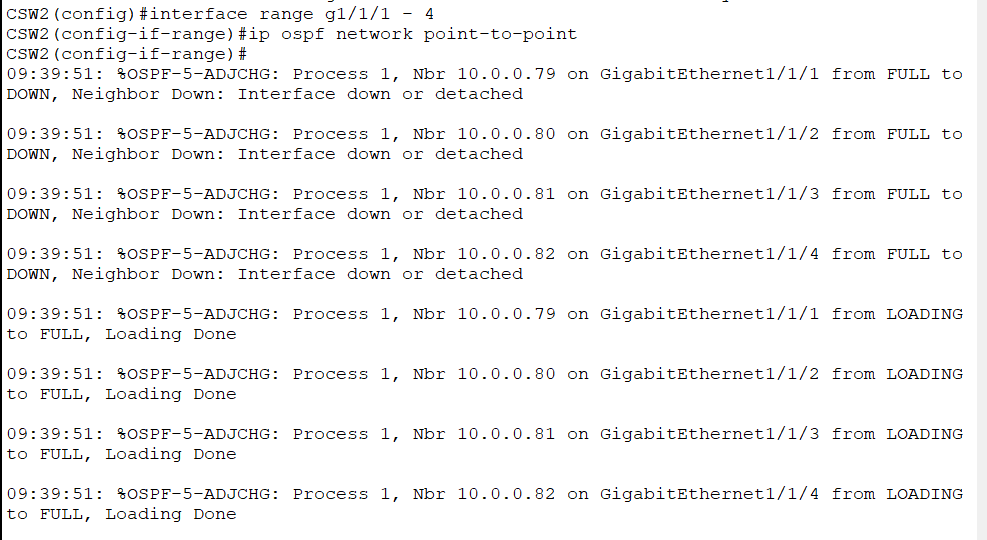 CSW2(config)#interface range g1/1/1 - 4
CSW2(config-if-range)#ip ospf network point-to-point
CSW2(config-if-range)#
09:39:51: %OSPF-5-ADJCHG: Process 1, Nbr 10.0.0.79 on GigabitEthernet1/1/1 from FULL to
DOWN, Neighbor Down: Interface down or detached
09:39:51: %OSPF-5-ADJCHG: Process 1, Nbr 10.0.0.80 on GigabitEthernet1/1/2 from FULL to
DOWN, Neighbor Down: Interface down or detached
09:39:51: %OSPF-5-ADJCHG: Process 1, Nbr 10.0.0.81 on GigabitEthernet1/1/3 from FULL to
DOWN, Neighbor Down: Interface down or detached
09:39:51: %OSPF-5-ADJCHG: Process 1, Nbr 10.0.0.82 on GigabitEthernet1/1/4 from FULL to
DOWN, Neighbor Down: Interface down or detached
09:39:51: %OSPF-5-ADJCHG: Process 1, Nbr 10.0.0.79 on GigabitEthernet1/1/1 from LOADING
to FULL, Loading Done
09:39:51: %OSPF-5-ADJCHG: Process 1, Nbr 10.0.0.80 on GigabitEthernet1/1/2 from LOADING
to FULL, Loading Done
09:39:51: %OSPF-5-ADJCHG: Process 1, Nbr 10.0.0.81 on GigabitEthernet1/1/3 from LOADING
to FULL, Loading Done
09:39:51: %OSPF-5-ADJCHG: Process 1, Nbr 10.0.0.82 on GigabitEthernet1/1/4 from LOADING
to FULL, Loading Done